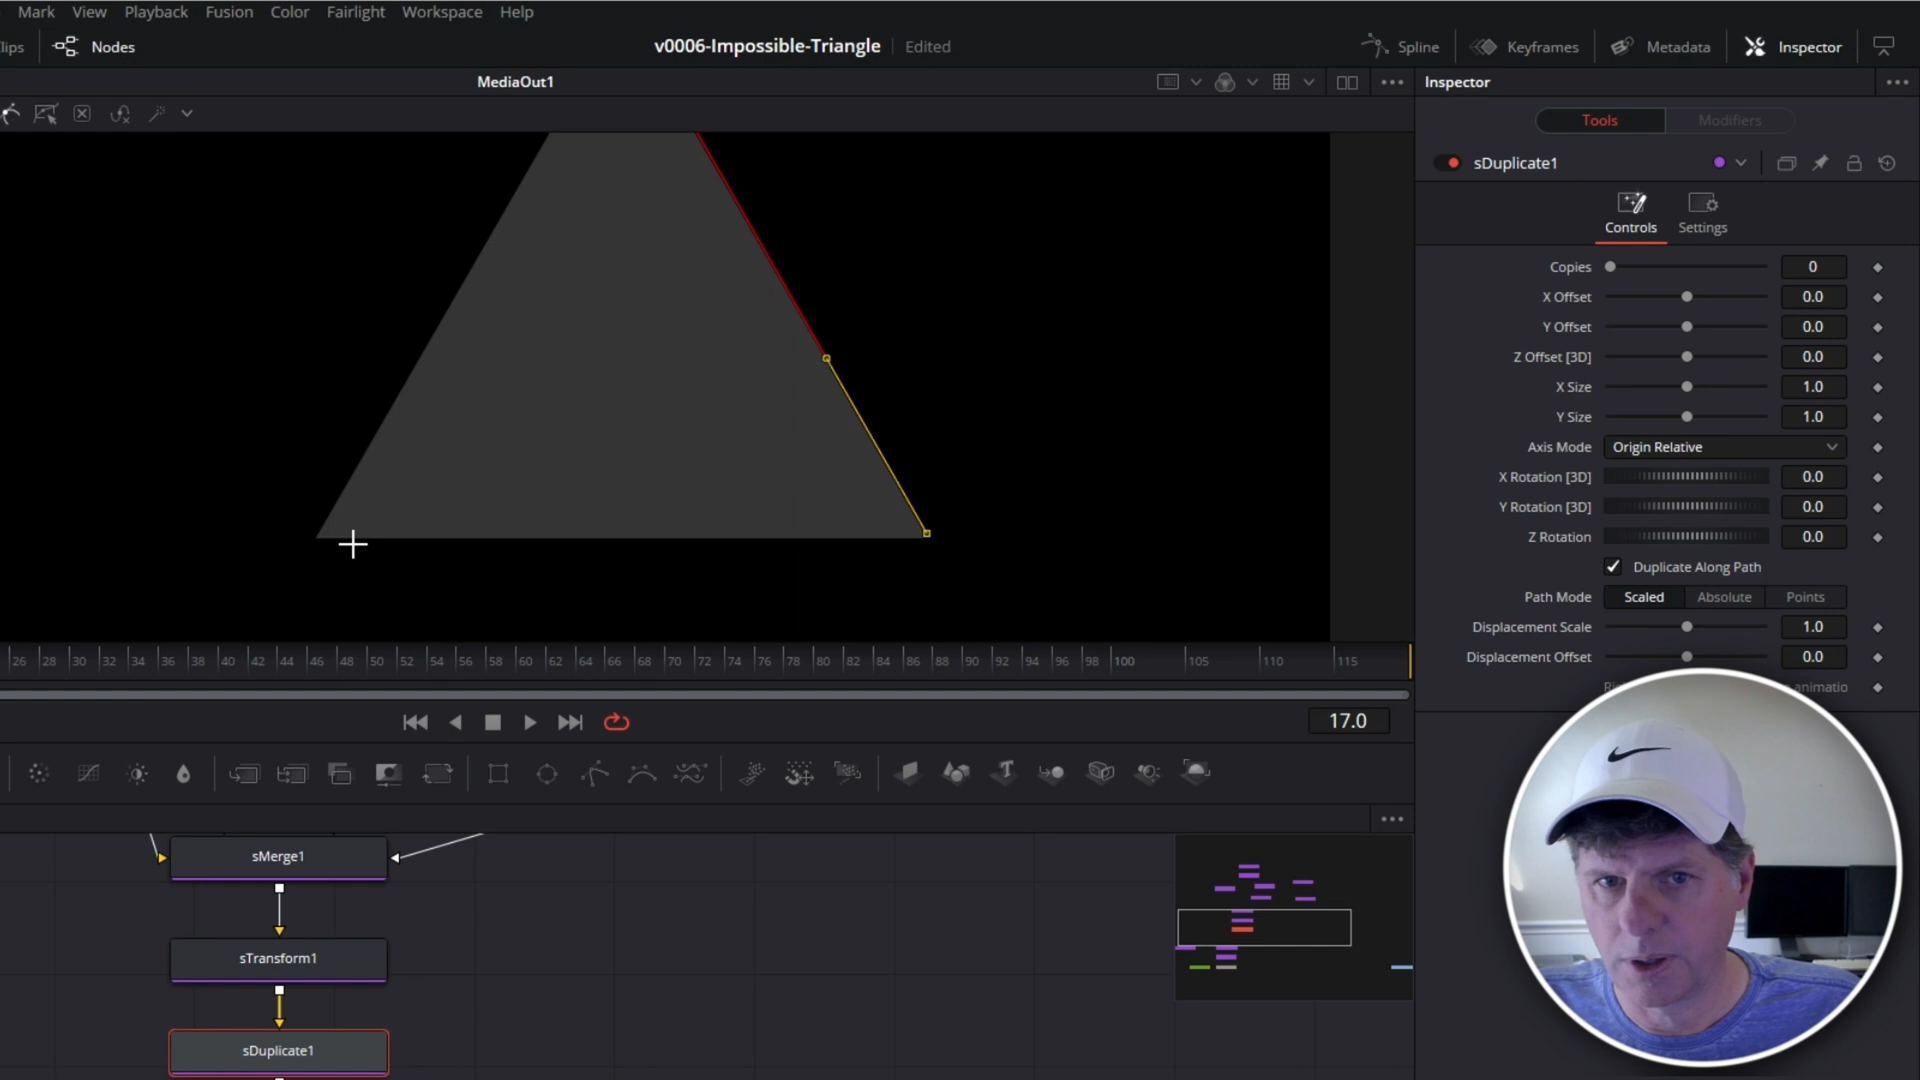 Mark View Playback Fusion Color Fairlight Workspace Help
lips Nodes v0006-Impossible-Triangle Edited Spline Keyframes Metadata Inspector
MediaOut1 Inspector
Tools Modifiers
sDuplicate1
Controls Settings
Copies 0
X Offset 0.0
Y Offset 0.0
Z Offset [3D] 0.0
X Size 1.0
Y Size 1.0
Axis Mode Origin Relative
X Rotation [3D] 0.0
Y Rotation [3D] 0.0
Z Rotation 0.0
Duplicate Along Path
Path Mode Scaled Absolute Points
Displacement Scale 1.0
Displacement Offset 0.0
animatio
26 28 30 32 34 36 38 40 42 44 46 48 50 52 54 56 58 60 62 64 66 68 70 72 74 76 78 80 82 84 86 88 90 92 94 96 98 100 105 110 115
17.0
sMerge1
sTransform1
sDuplicate1